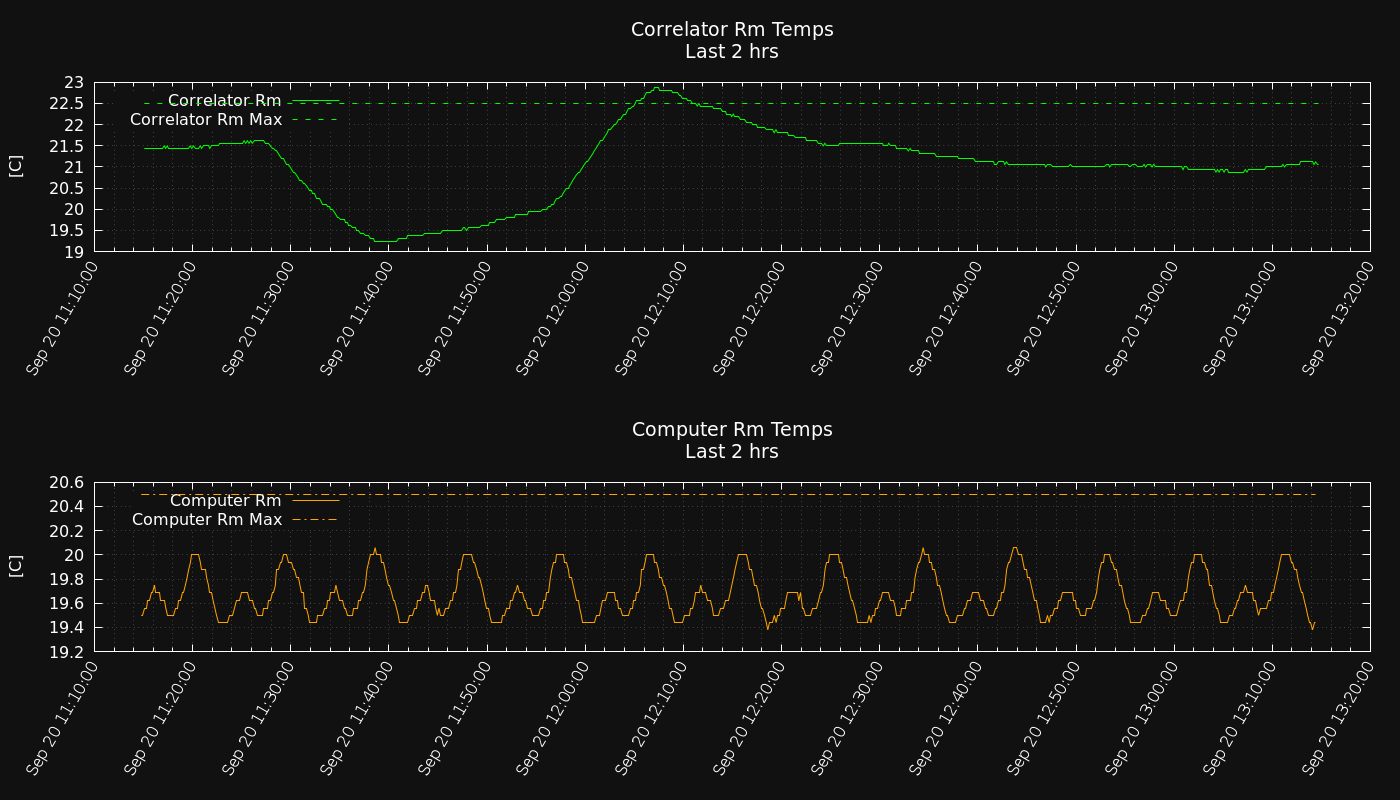 Correlator Rm Temps
Last 2 hrs
23
22.5
22
21.5
21
20.5
20
19.5
19
[C]
Correlator Rm
Correlator Rm Max
Sep 20 11:10:00
Sep 20 11:20:00
Sep 20 11:30:00
Sep 20 11:40:00
Sep 20 11:50:00
Sep 20 12:00:00
Sep 20 12:10:00
Sep 20 12:20:00
Sep 20 12:30:00
Sep 20 12:40:00
Sep 20 12:50:00
Sep 20 13:00:00
Sep 20 13:10:00
Sep 20 13:20:00
Computer Rm Temps
Last 2 hrs
20.6
20.4
20.2
20
19.8
19.6
19.4
19.2
[C]
Computer Rm
Computer Rm Max
Sep 20 11:10:00
Sep 20 11:20:00
Sep 20 11:30:00
Sep 20 11:40:00
Sep 20 11:50:00
Sep 20 12:00:00
Sep 20 12:10:00
Sep 20 12:20:00
Sep 20 12:30:00
Sep 20 12:40:00
Sep 20 12:50:00
Sep 20 13:00:00
Sep 20 13:10:00
Sep 20 13:20:00